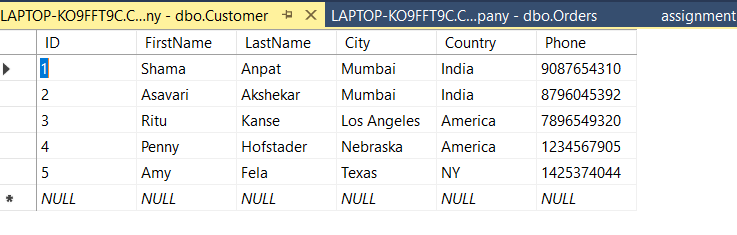 LAPTOP-KO9FFT9C.C...ny - dbo.Customer LAPTOP-KO9FFT9C.C...pany - dbo.Orders assignment
ID FirstName LastName City Country Phone
1 Shama Anpat Mumbai India 9087654310
2 Asavari Akshekar Mumbai India 8796045392
3 Ritu Kanse Los Angeles America 7896549320
4 Penny Hofstader Nebraska America 1234567905
5 Amy Fela Texas NY 1425374044
NULL NULL NULL NULL NULL NULL